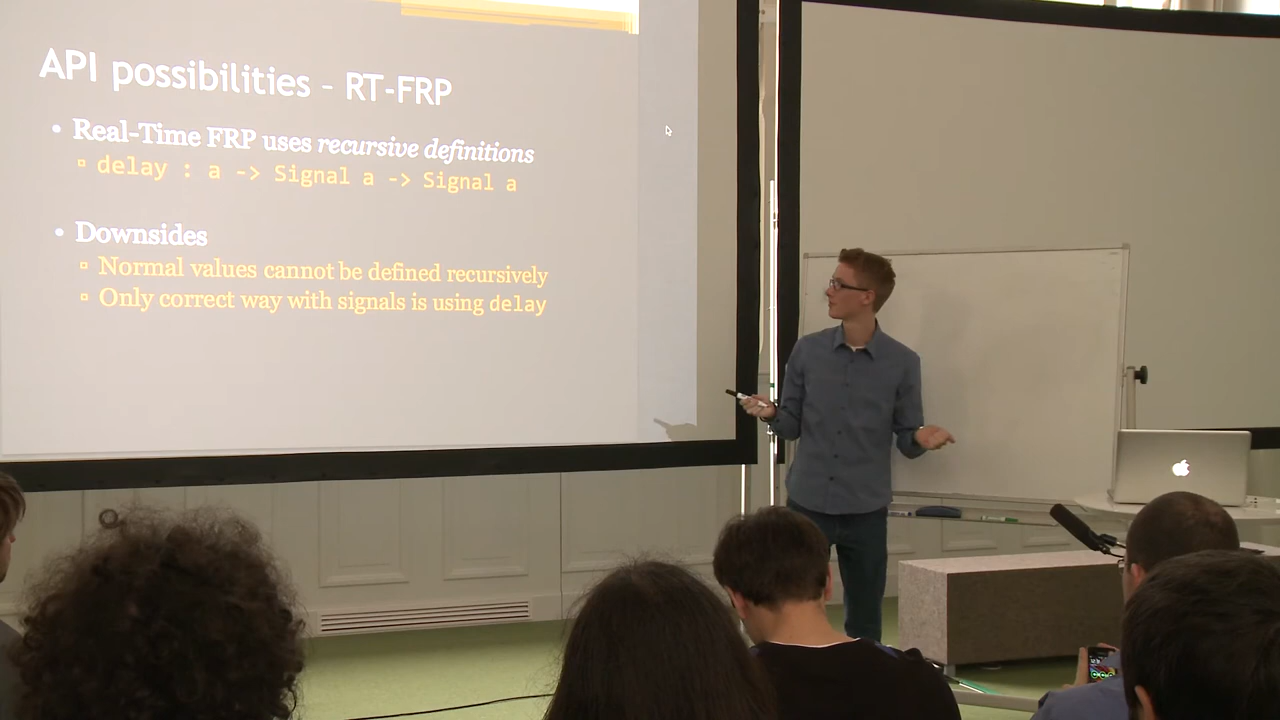 API possibilities – RT-FRP
• Real-Time FRP uses recursive definitions
▫ delay : a -> Signal a -> Signal a
• Downsides
▫ Normal values cannot be defined recursively
▫ Only correct way with signals is using delay